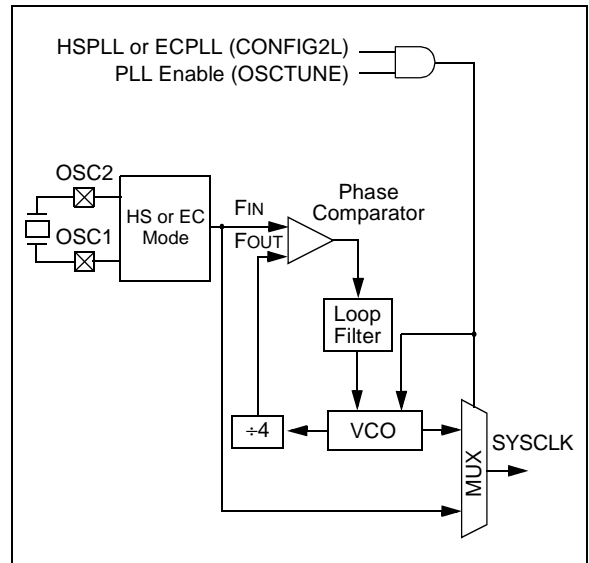 HSPLL or ECPLL (CONFIG2L)
PLL Enable (OSCTUNE)
OSC2
OSC1
HS or EC
Mode
FIN
FOUT
Phase
Comparator
Loop
Filter
÷4
VCO
MUX
SYSCLK